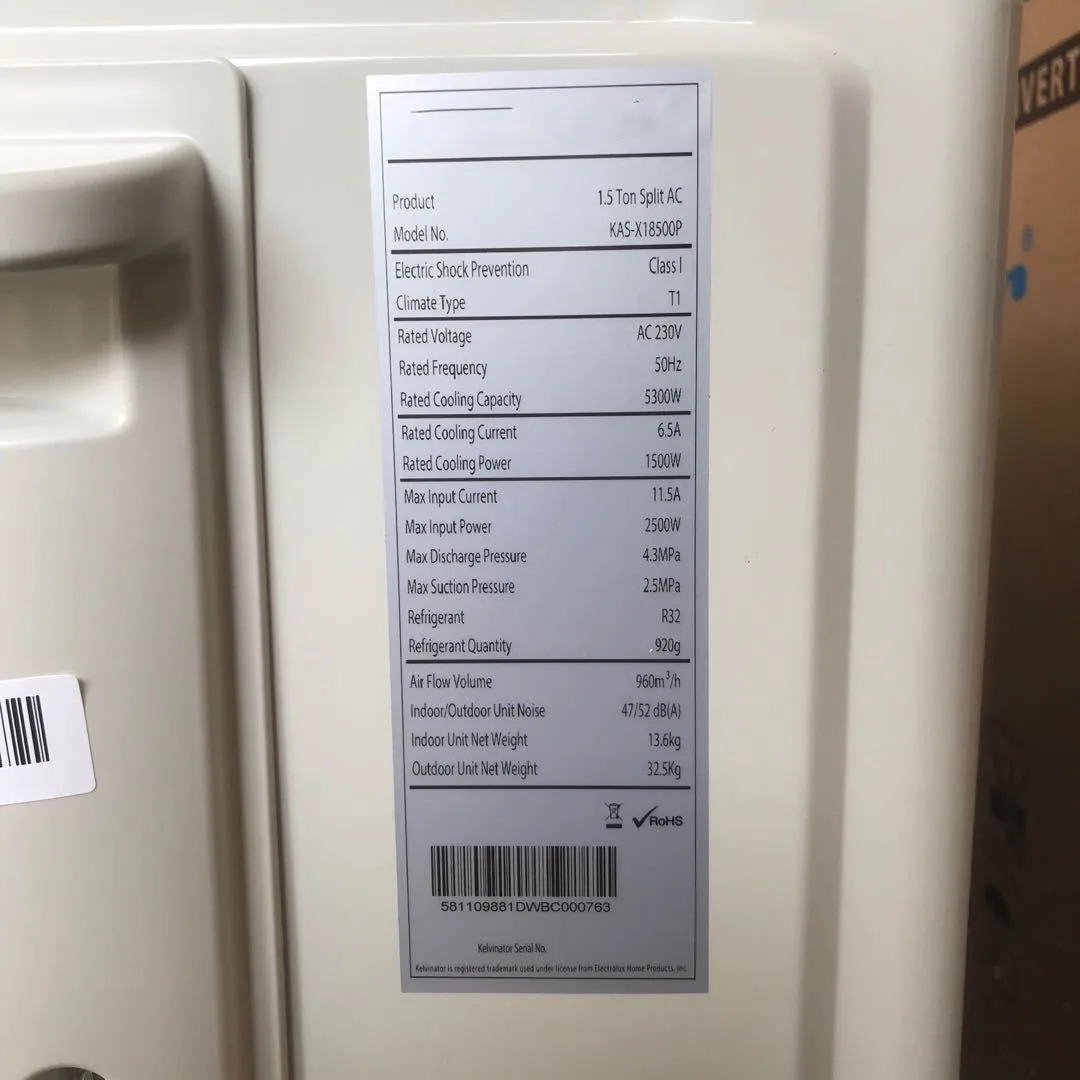 VERT
Product 1.5 Ton Split AC
Model No. KAS-X18500P
Electric Shock Prevention Class I
Climate Type T1
Rated Voltage AC 230V
Rated Frequency 50Hz
Rated Cooling Capacity 5300W
Rated Cooling Current 6.5A
Rated Cooling Power 1500W
Max Input Current 11.5A
Max Input Power 2500W
Max Discharge Pressure 4.3MPa
Max Suction Pressure 2.5MPa
Refrigerant R32
Refrigerant Quantity 920g
Air Flow Volume 960m³/h
Indoor/Outdoor Unit Noise 47/52 dB(A)
Indoor Unit Net Weight 13.6kg
Outdoor Unit Net Weight 32.5Kg
RoHS
581109881DWBC000763
Kelvinator Serial No.
Kelvinator is registered trademark used under license from Electrolux Home Products, INC.